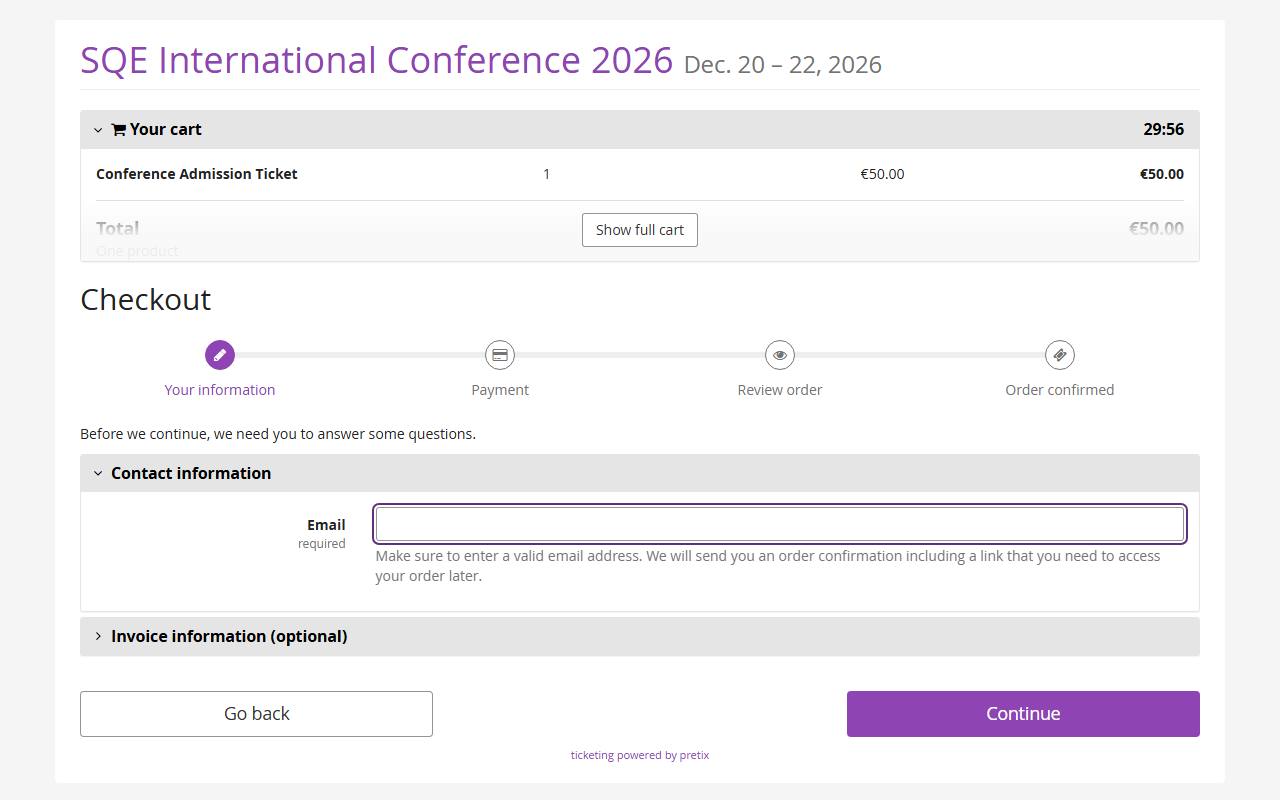 SQE International Conference 2026 Dec. 20 – 22, 2026
Your cart 29:56
Conference Admission Ticket 1 €50.00 €50.00
Total €50.00
One product
Show full cart
Checkout
Your information Payment Review order Order confirmed
Before we continue, we need you to answer some questions.
Contact information
Email
required
Make sure to enter a valid email address. We will send you an order confirmation including a link that you need to access
your order later.
Invoice information (optional)
Go back Continue
ticketing powered by pretix